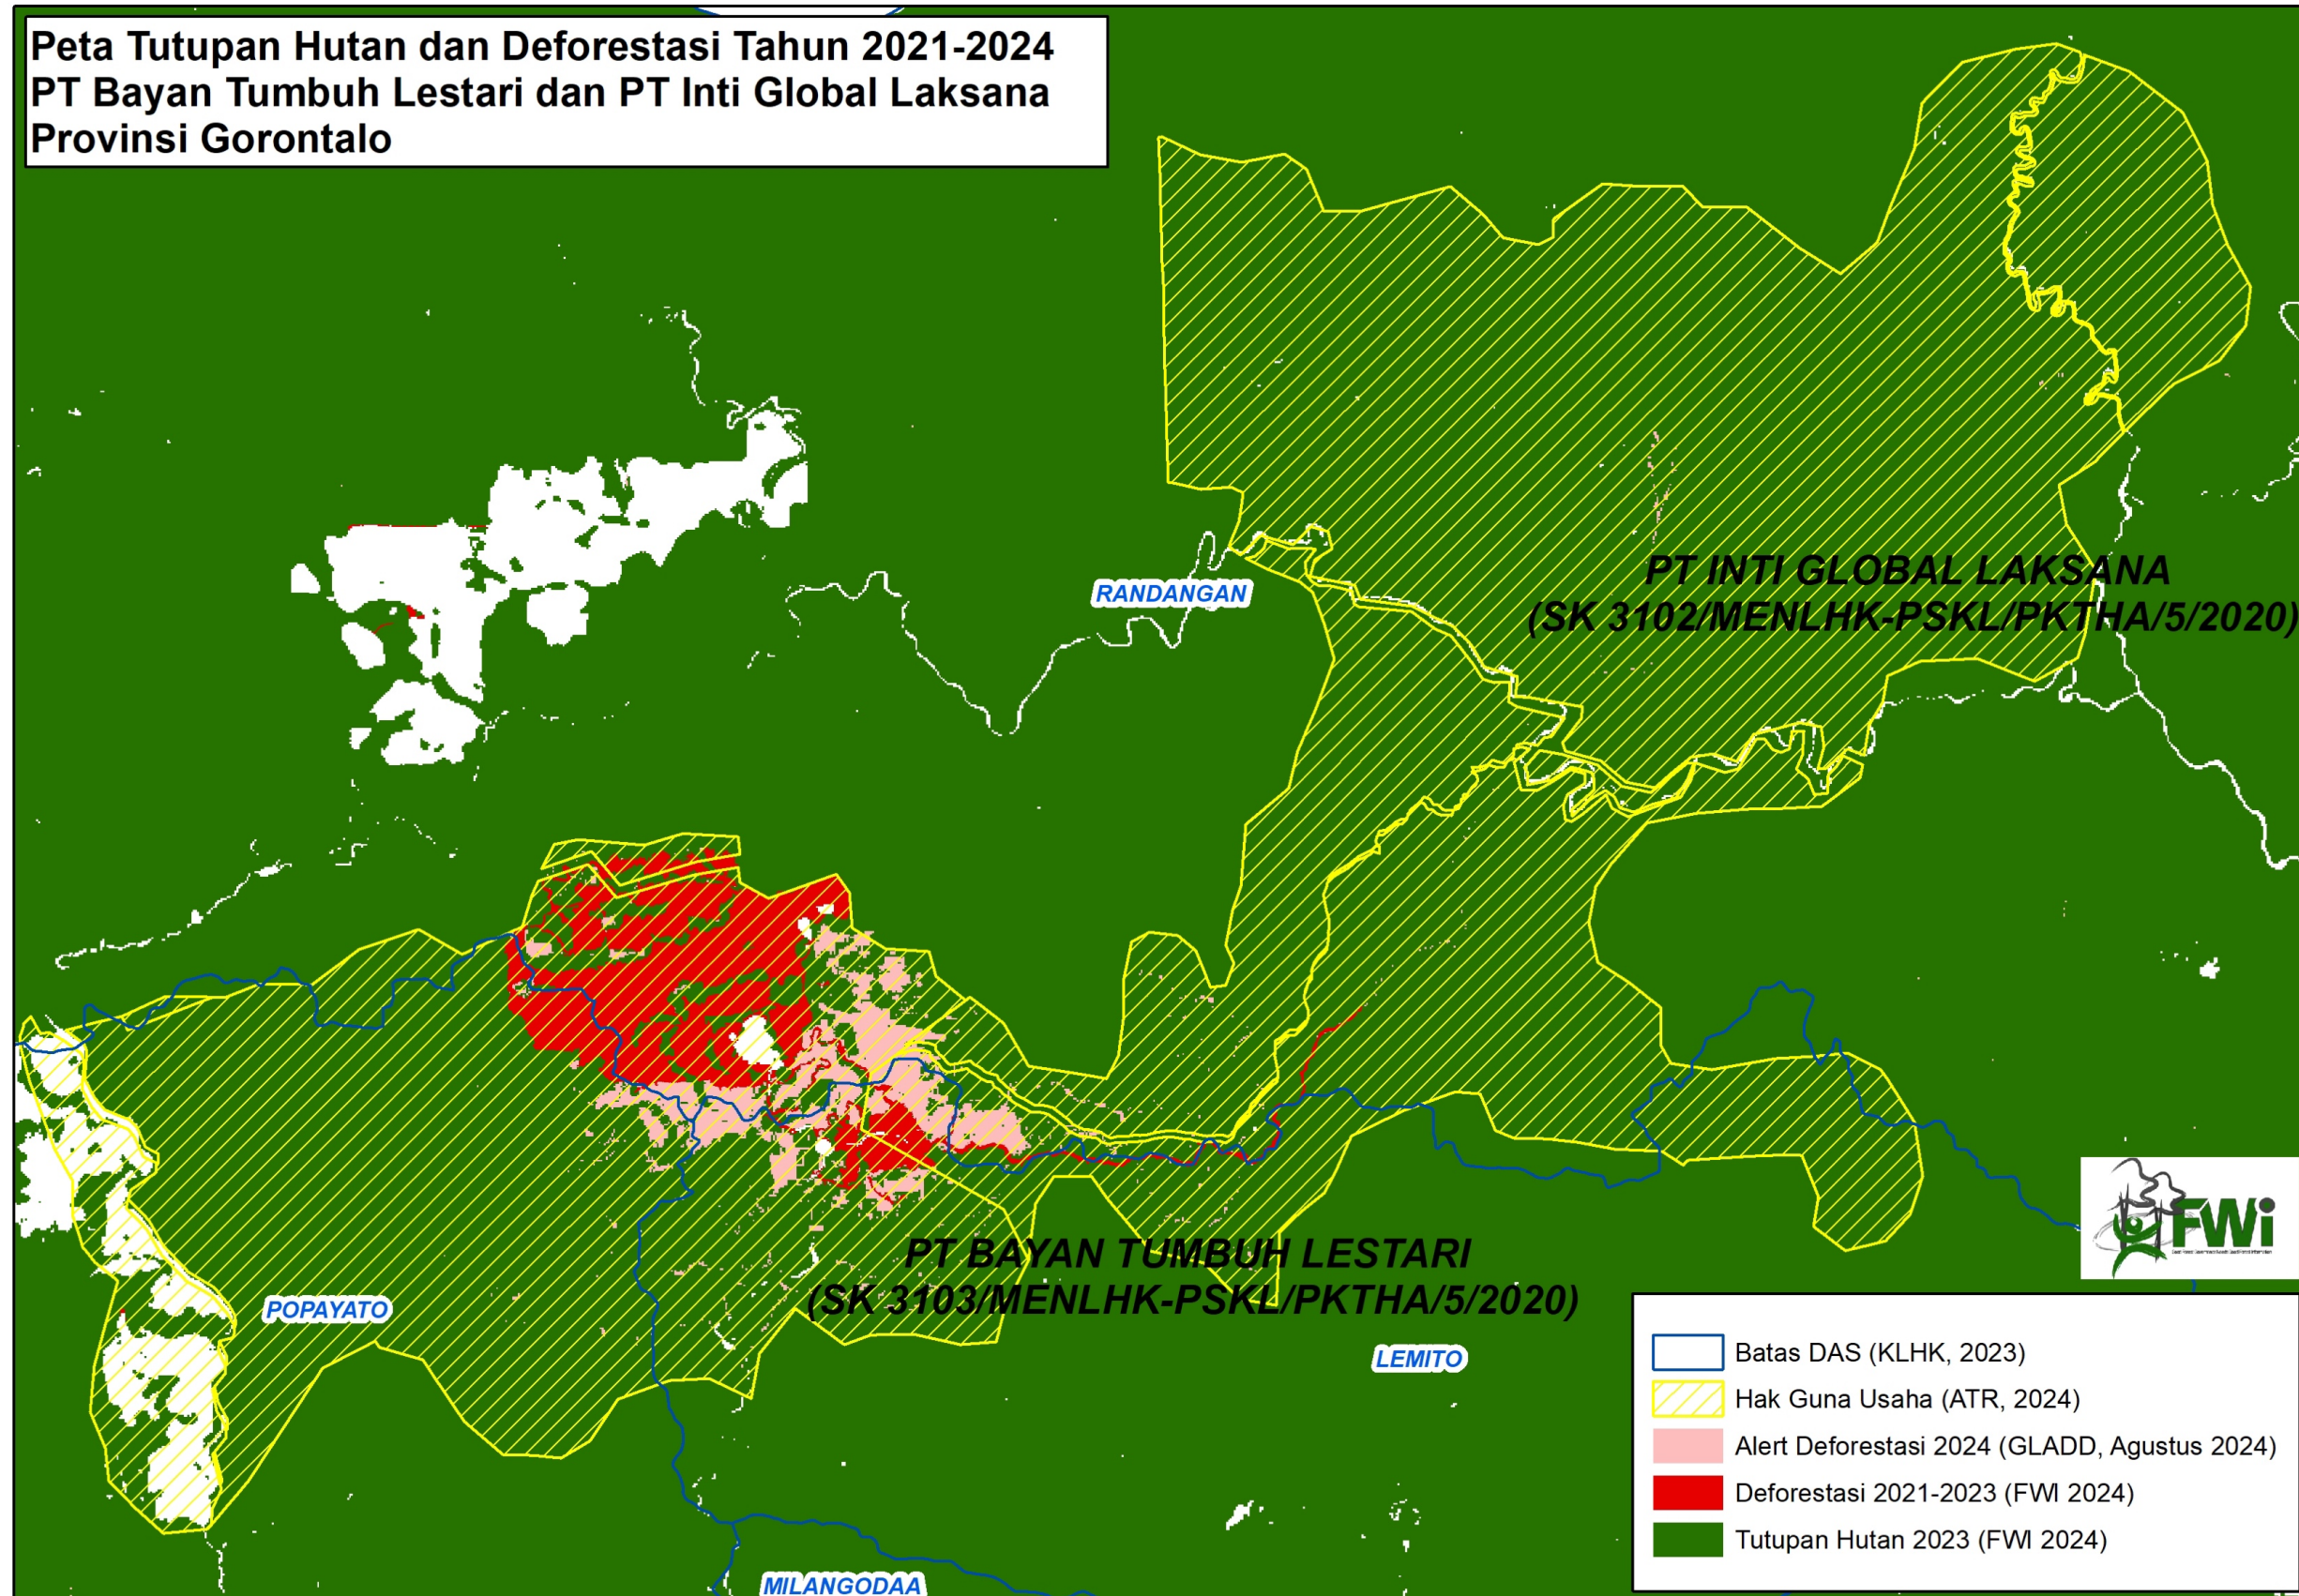 Peta Tutupan Hutan dan Deforestasi Tahun 2021-2024
PT Bayan Tumbuh Lestari dan PT Inti Global Laksana
Provinsi Gorontalo
RANDANGAN
PT INTI GLOBAL LAKSANA
(SK 3102/MENLHK-PSKL/PKTHA/5/2020)
FWi
PT BAYAN TUMBUH LESTARI
(SK 3103/MENLHK-PSKL/PKTHA/5/2020)
POPAYATO
LEMITO
Batas DAS (KLHK, 2023)
Hak Guna Usaha (ATR, 2024)
Alert Deforestasi 2024 (GLADD, Agustus 2024)
Deforestasi 2021-2023 (FWI 2024)
Tutupan Hutan 2023 (FWI 2024)
MILANGODAA